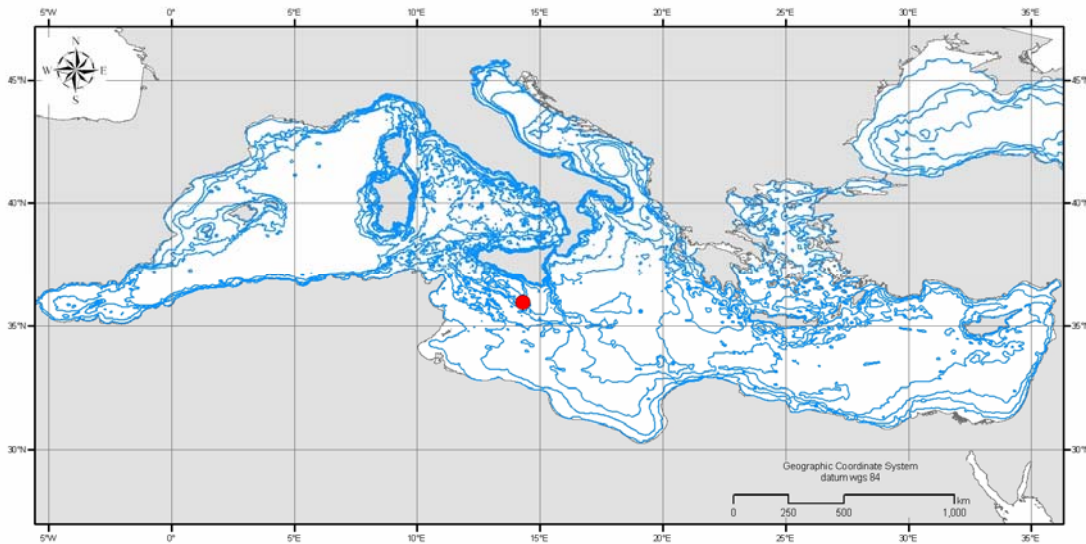 5°W 0° 5°E 10°E 15°E 20°E 25°E 30°E 35°E
N
W E
S
45°N 45°N
40°N 40°N
35°N 35°N
30°N 30°N
Geographic Coordinate System
datum wgs 84
km
0 250 500 1,000
5°W 0° 5°E 10°E 15°E 20°E 25°E 30°E 35°E